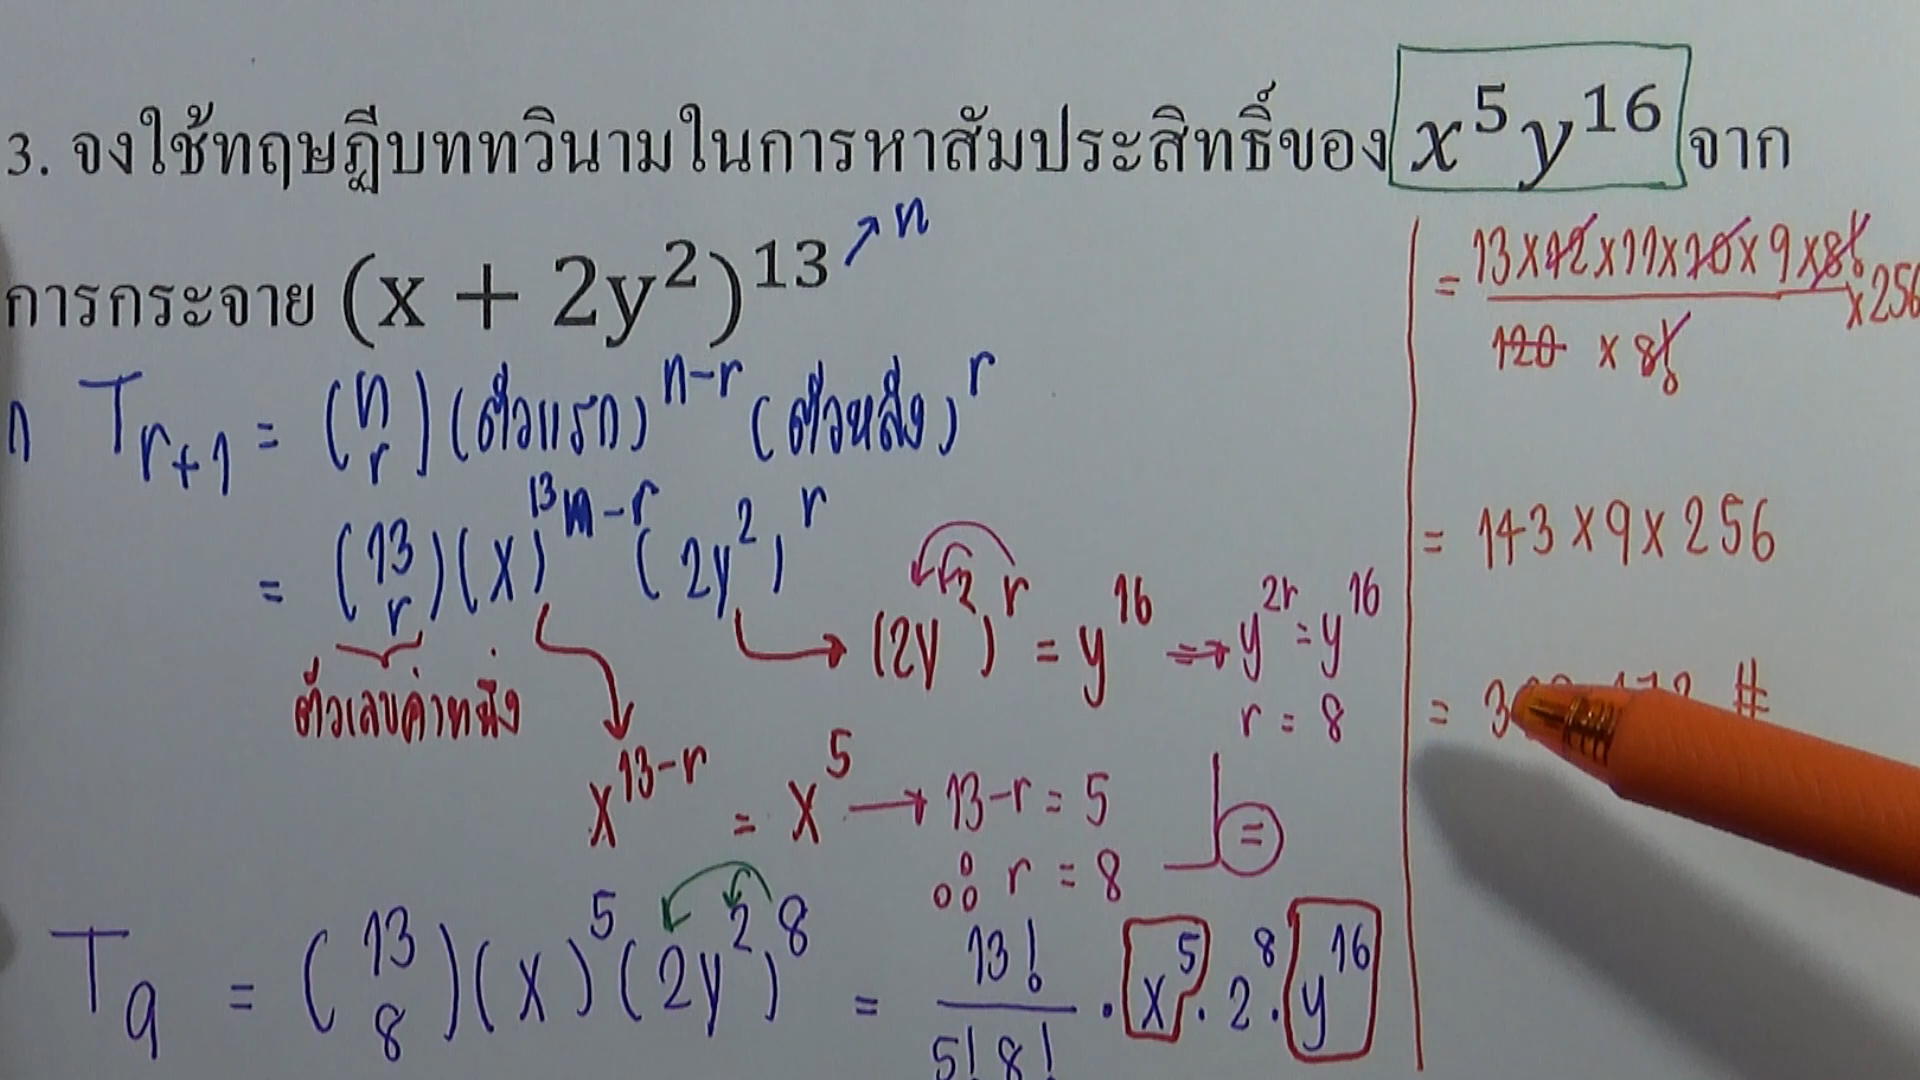 3. จงใช้ทฤษฎีบททวินามในการหาสัมประสิทธิ์ของ x⁵y¹⁶ จาก
การกระจาย (x + 2y²)¹³ ↗ n
T_{r+1} = (n r) (ตัวแรก)ⁿ⁻ʳ (ตัวหลัง)ʳ
= (13 r) (x)¹³⁻ʳ (2y²)ʳ
(2y²)ʳ = y¹⁶ ⇒ y²ʳ = y¹⁶
r = 8
ตัวเลขค่าหนึ่ง
x¹³⁻ʳ = x⁵ → 13-r = 5
∴ r = 8 =
T₉ = (13 8) (x)⁵ (2y²)⁸ = 13! / 5! 8! · x⁵ · 2⁸ · y¹⁶
= 13 x 12 x 11 x 10 x 9 x 8! / 120 x 8! x 256
= 143 x 9 x 256
= 3 #